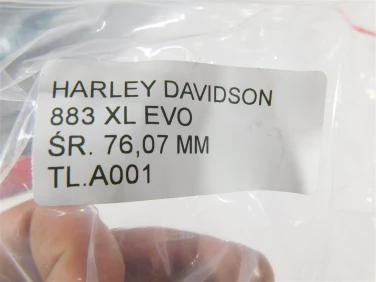 HARLEY DAVIDSON
883 XL EVO
ŚR. 76,07 MM
TL.A001